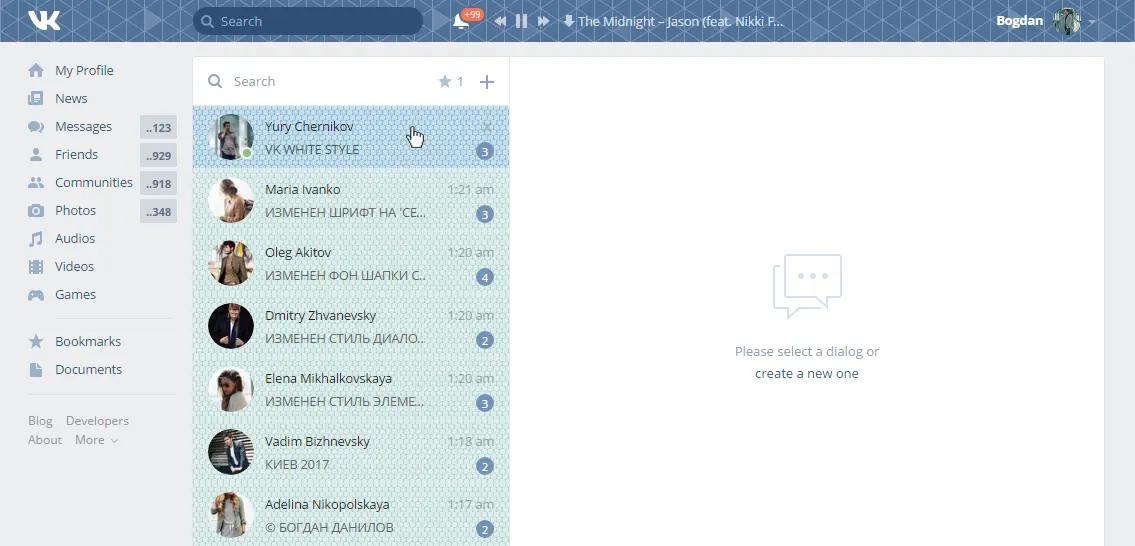 VK
Search
+99
The Midnight – Jason (feat. Nikki F...
Bogdan
My Profile
News
Messages ..123
Friends ..929
Communities ..918
Photos ..348
Audios
Videos
Games
Bookmarks
Documents
Blog Developers
About More
Search 1
Yury Chernikov
VK WHITE STYLE 3
Maria Ivanko 1:21 am
ИЗМЕНЕН ШРИФТ НА 'CE... 3
Oleg Akitov 1:20 am
ИЗМЕНЕН ФОН ШАПКИ С.. 4
Dmitry Zhvanevsky 1:20 am
ИЗМЕНЕН СТИЛЬ ДИАЛО.. 2
Elena Mikhalkovskaya 1:20 am
ИЗМЕНЕН СТИЛЬ ЭЛЕМЕ... 3
Vadim Bizhnevsky 1:18 am
КИЕВ 2017 2
Adelina Nikopolskaya 1:17 am
© БОГДАН ДАНИЛОВ 2
Please select a dialog or
create a new one